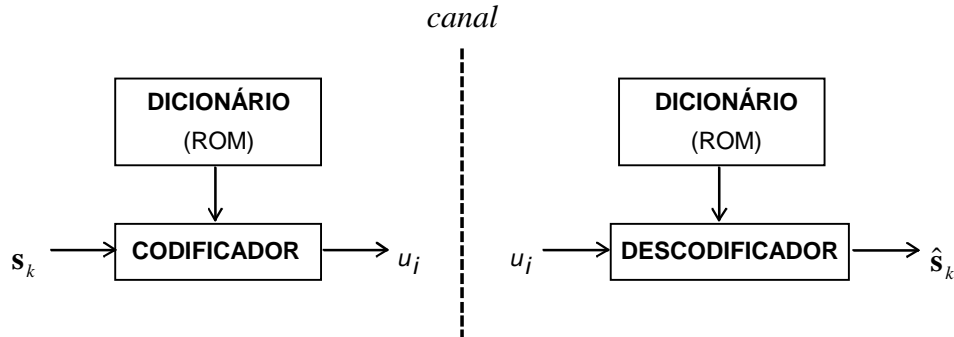 canal
DICIONÁRIO
(ROM)
DICIONÁRIO
(ROM)
s_k
CODIFICADOR
u_i
u_i
DESCODIFICADOR
ŝ_k